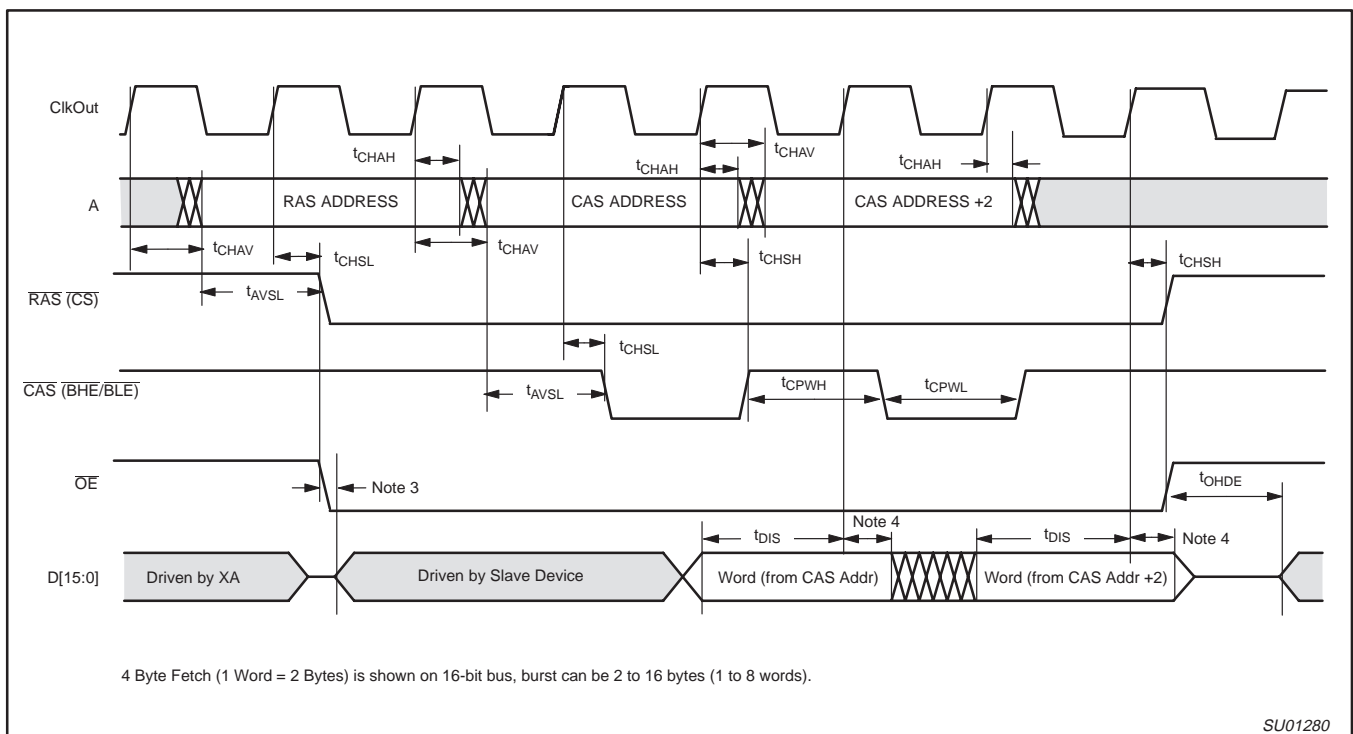 ClkOut
tCHAV
tCHAH
tCHAH
tCHAH
A
RAS ADDRESS
CAS ADDRESS
CAS ADDRESS +2
tCHAV
tCHSL
tCHAV
tCHSH
tCHSH
RAS (CS)
tAVSL
tCHSL
CAS (BHE/BLE)
tAVSL
tCPWH
tCPWL
OE
Note 3
tOHDE
tDIS
Note 4
tDIS
Note 4
D[15:0]
Driven by XA
Driven by Slave Device
Word (from CAS Addr)
Word (from CAS Addr +2)
4 Byte Fetch (1 Word = 2 Bytes) is shown on 16-bit bus, burst can be 2 to 16 bytes (1 to 8 words).
SU01280